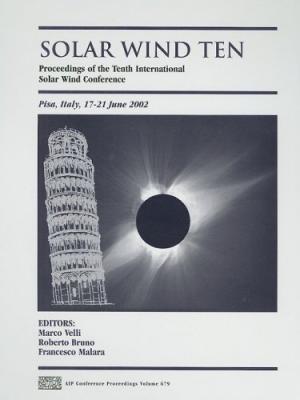 SOLAR WIND TEN
Proceedings of the Tenth International
Solar Wind Conference
Pisa, Italy, 17-21 June 2002
EDITORS:
Marco Velli
Roberto Bruno
Francesco Malara
AIP Conference Proceedings Volume 679